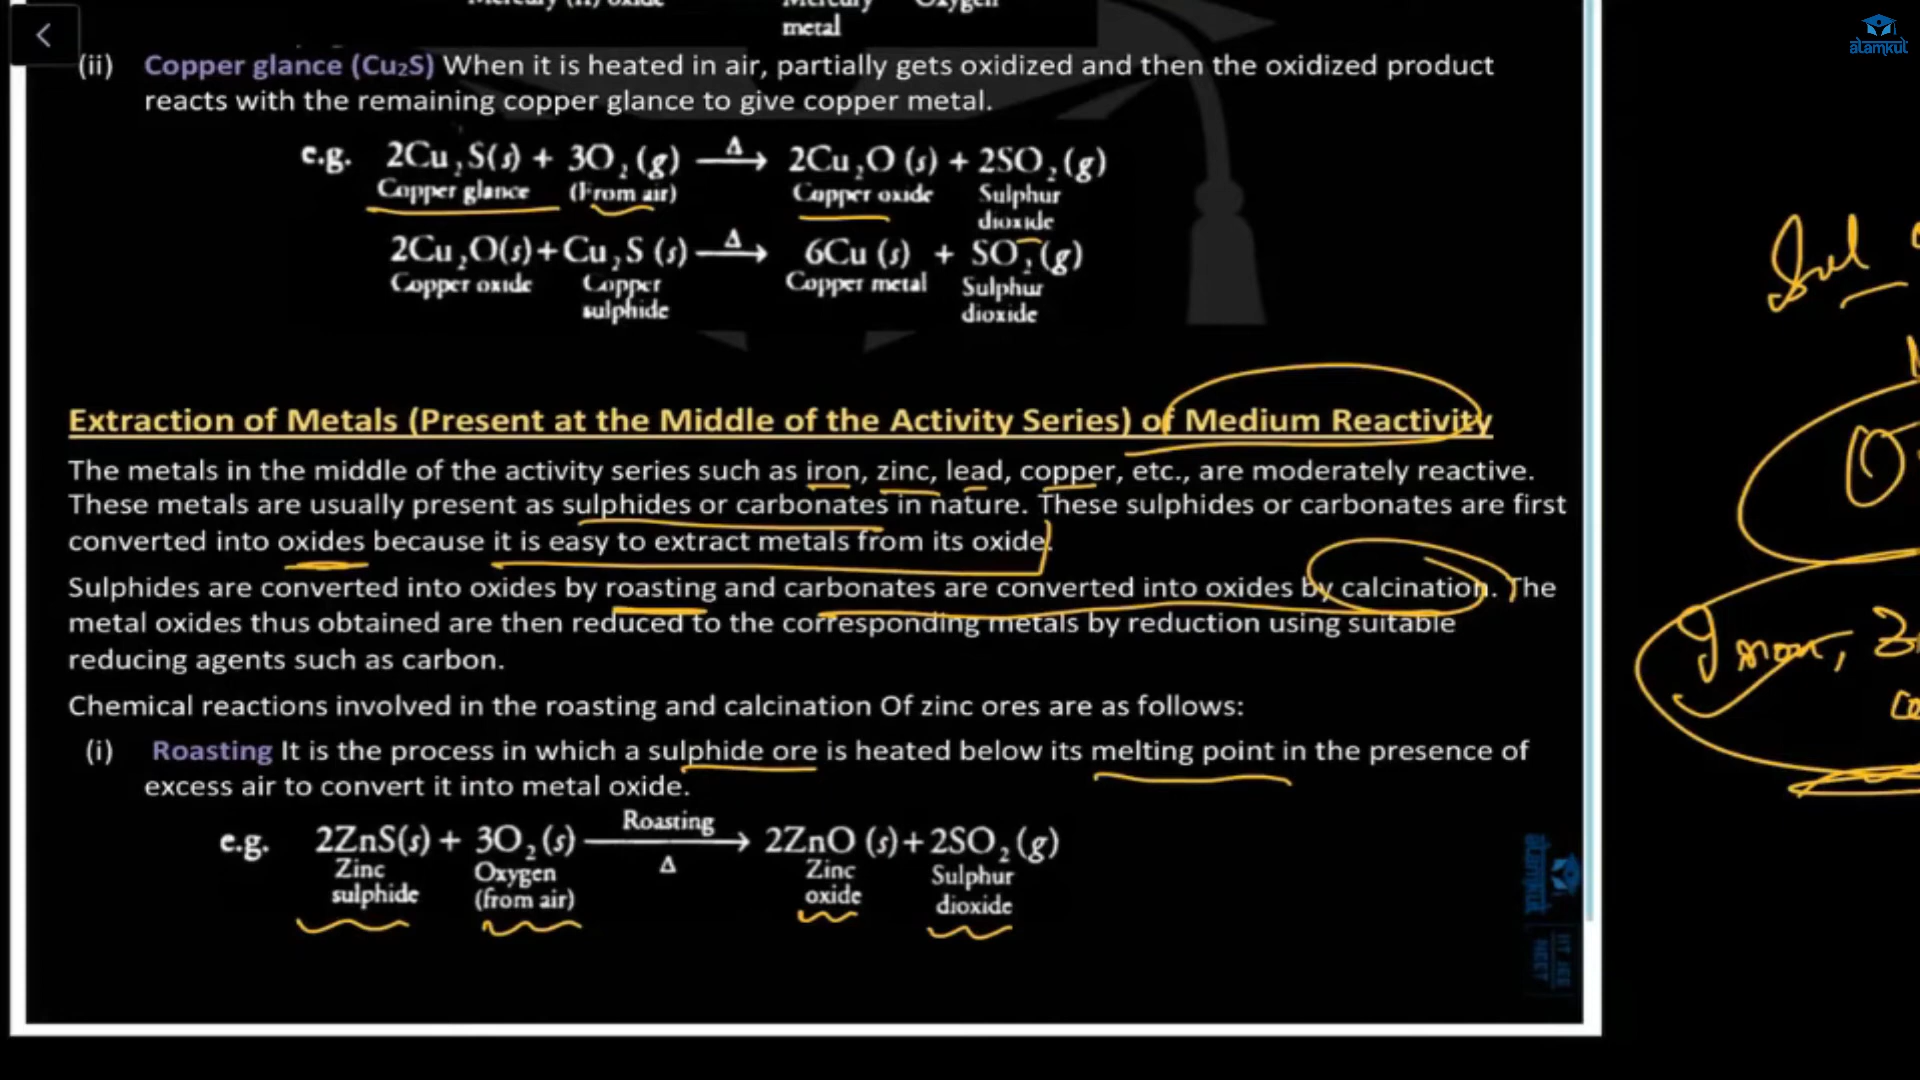 Mercury (II) oxide Mercury Oxygen
metal
alamkul
(ii) Copper glance (Cu₂S) When it is heated in air, partially gets oxidized and then the oxidized product
reacts with the remaining copper glance to give copper metal.
e.g. 2Cu₂S(s) + 3O₂(g) —Δ→ 2Cu₂O (s) + 2SO₂(g)
Copper glance (From air) Copper oxide Sulphur
dioxide
2Cu₂O(s)+Cu₂S (s) —Δ→ 6Cu (s) + SO₂(g)
Copper oxide Copper Copper metal Sulphur
sulphide dioxide
Extraction of Metals (Present at the Middle of the Activity Series) of Medium Reactivity
The metals in the middle of the activity series such as iron, zinc, lead, copper, etc., are moderately reactive.
These metals are usually present as sulphides or carbonates in nature. These sulphides or carbonates are first
converted into oxides because it is easy to extract metals from its oxide.
Sulphides are converted into oxides by roasting and carbonates are converted into oxides by calcination. The
metal oxides thus obtained are then reduced to the corresponding metals by reduction using suitable
reducing agents such as carbon.
Chemical reactions involved in the roasting and calcination Of zinc ores are as follows:
(i) Roasting It is the process in which a sulphide ore is heated below its melting point in the presence of
excess air to convert it into metal oxide.
Roasting
e.g. 2ZnS(s) + 3O₂(s) ——→ 2ZnO (s)+2SO₂(g)
Δ
Zinc Oxygen Zinc Sulphur
sulphide (from air) oxide dioxide
alamkul
IIT JEE
NEET